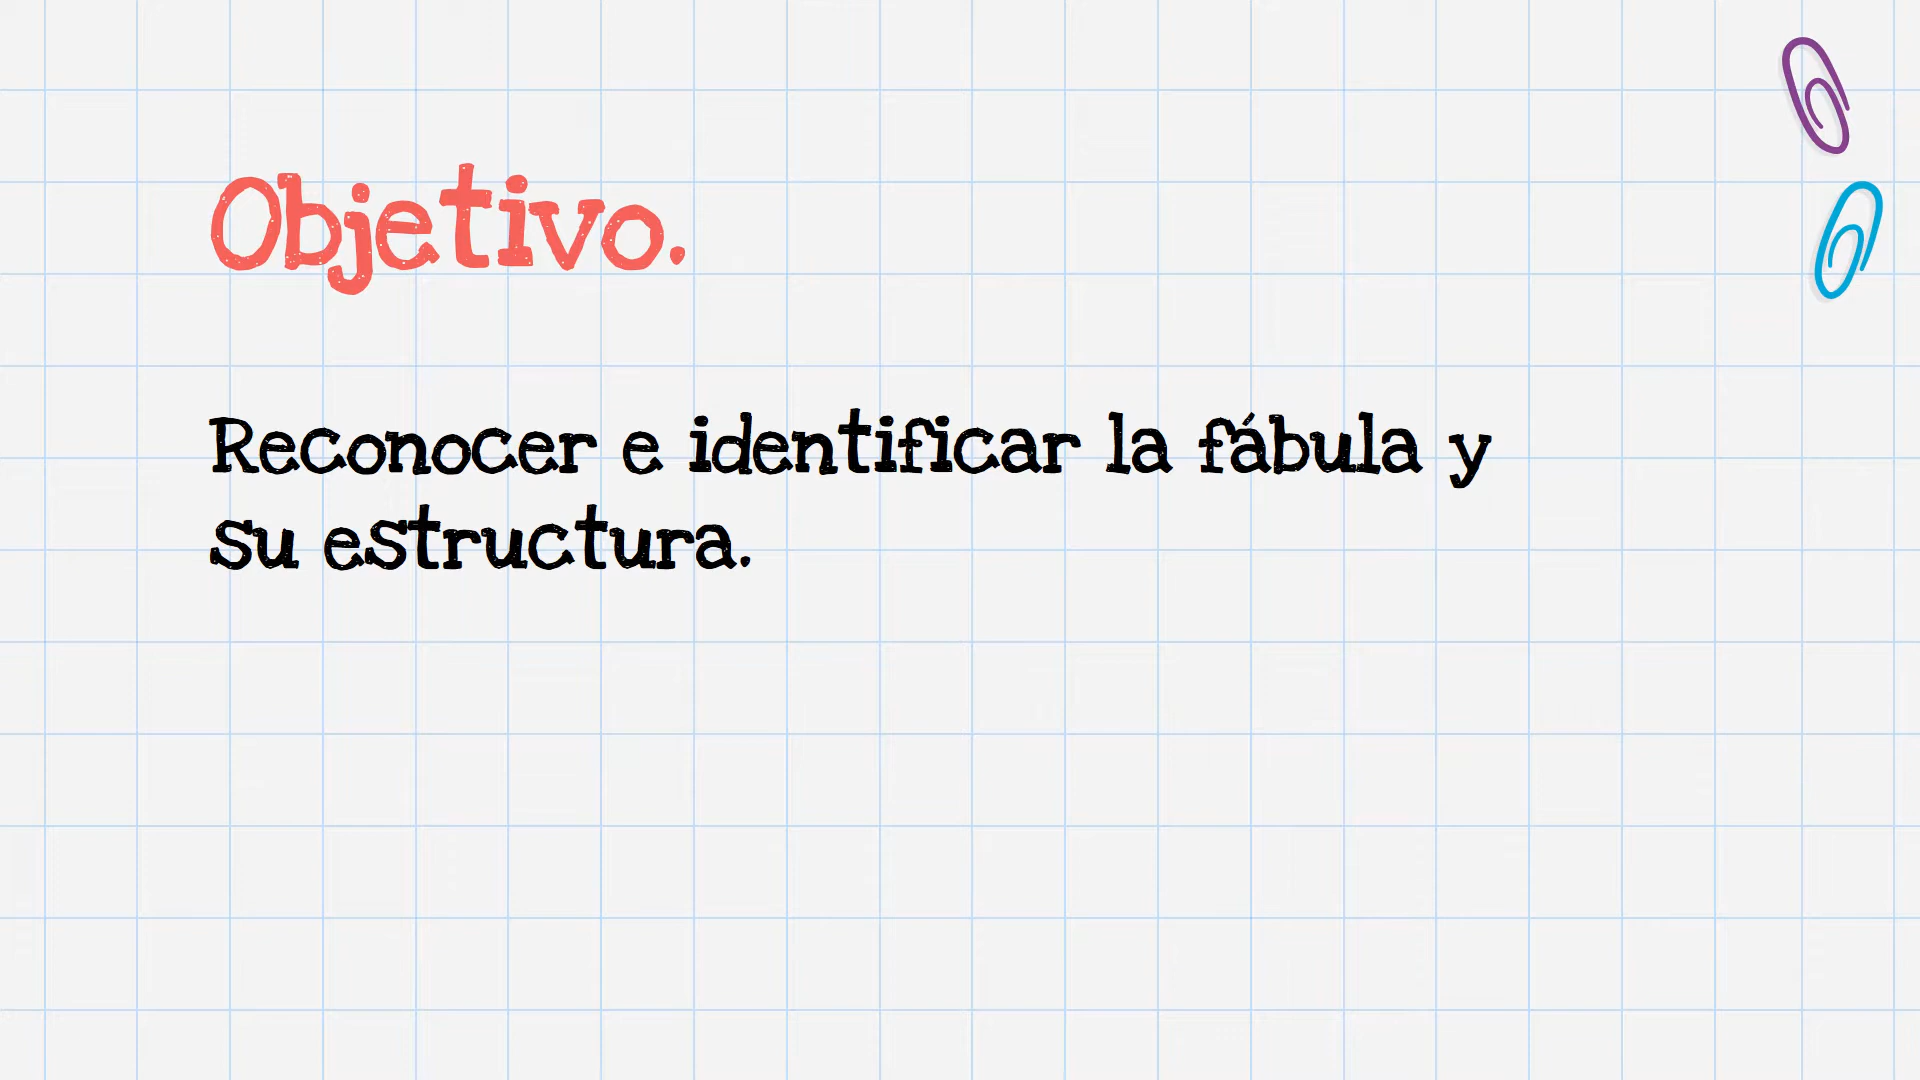 Objetivo.
Reconocer e identificar la fábula y
su estructura.